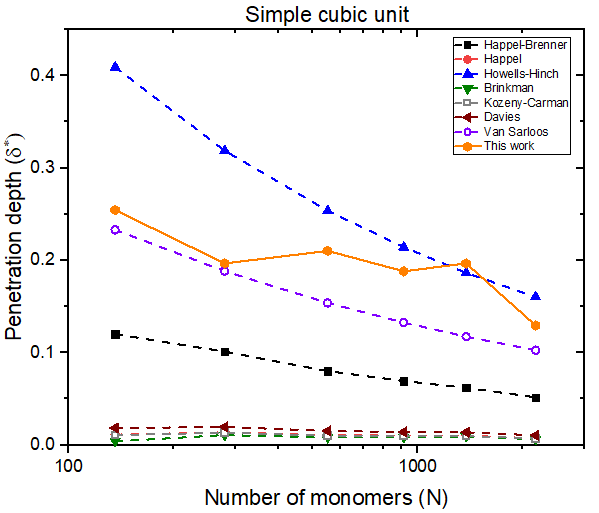 Simple cubic unit
Happel-Brenner
Happel
Howells-Hinch
Brinkman
Kozeny-Carman
Davies
Van Sarloos
This work
Penetration depth (δ*)
0.4
0.3
0.2
0.1
0.0
100
1000
Number of monomers (N)